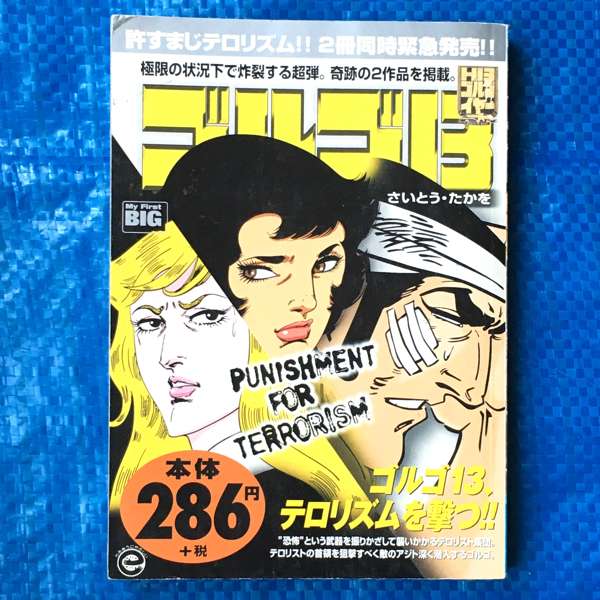 許すまじテロリズム!! 2冊同時緊急発売!!
極限の状況下で炸裂する超弾。奇跡の2作品を掲載。
ゴルゴ13
さいとう・たかを
My First
BIG
PUNISHMENT
FOR
TERRORISM
本体
286円
+税
ゴルゴ13、
テロリズムを撃つ!!
"恐怖"という武器を振りかざして襲いかかるテロリスト集団。
テロリストの首領を狙撃すべく敵のアジト深く潜入するゴルゴ。
e